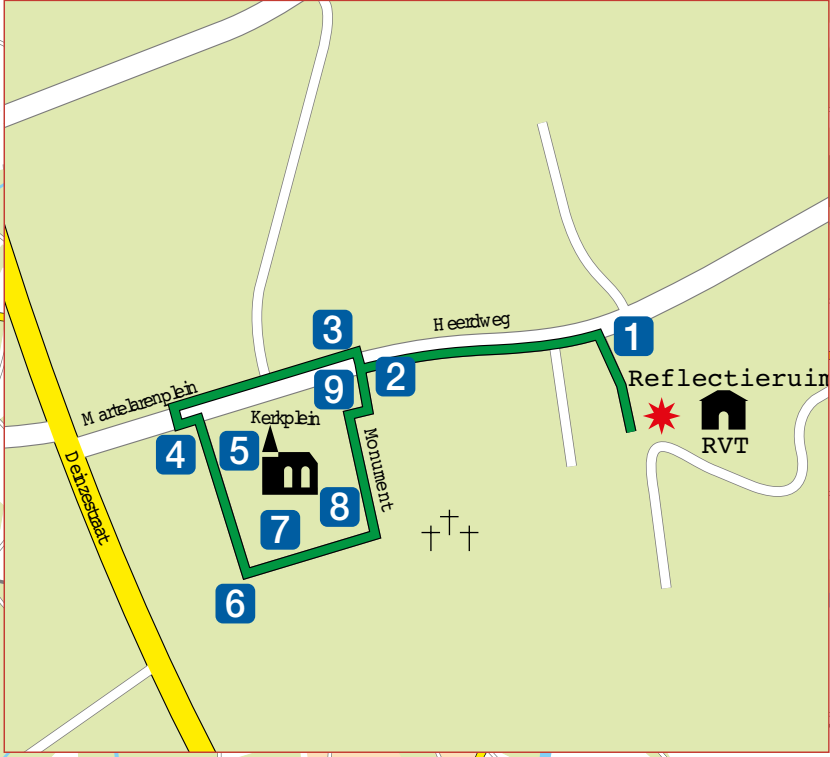 Heerdweg
3
1
Reflectieruim
2
9
Martelarenplein
Kerkplein
RVT
4
5
Monument
Deinzestraat
8
7
6